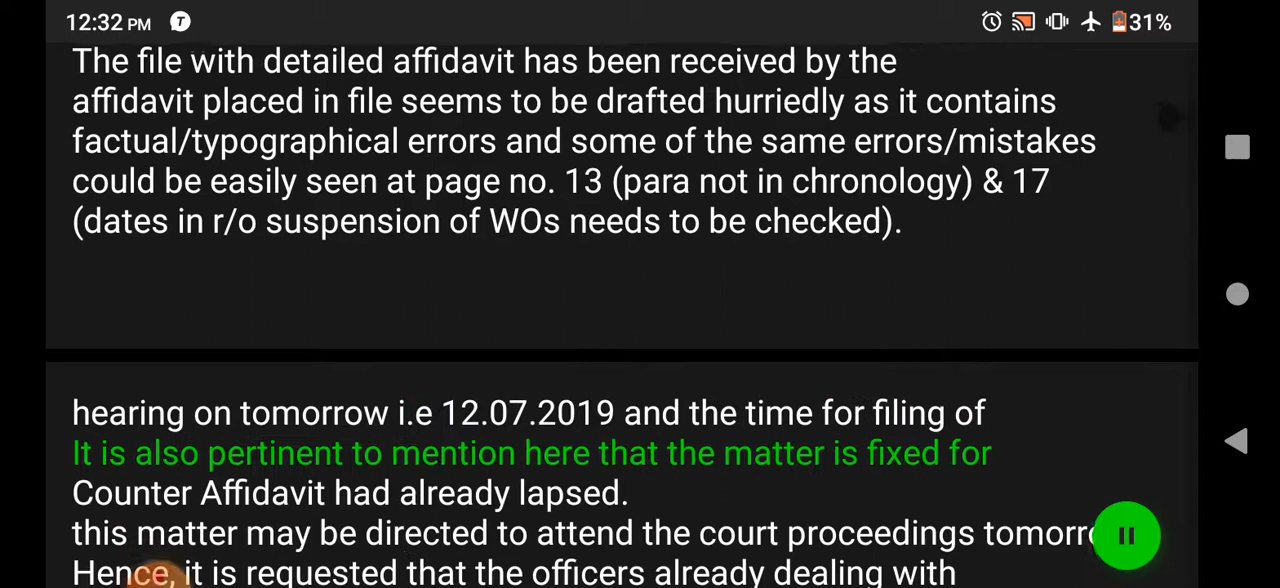 12:32 PM
31%
The file with detailed affidavit has been received by the
affidavit placed in file seems to be drafted hurriedly as it contains
factual/typographical errors and some of the same errors/mistakes
could be easily seen at page no. 13 (para not in chronology) & 17
(dates in r/o suspension of WOs needs to be checked).
hearing on tomorrow i.e 12.07.2019 and the time for filing of
It is also pertinent to mention here that the matter is fixed for
Counter Affidavit had already lapsed.
this matter may be directed to attend the court proceedings
Hence, it is requested that the officers already dealing with